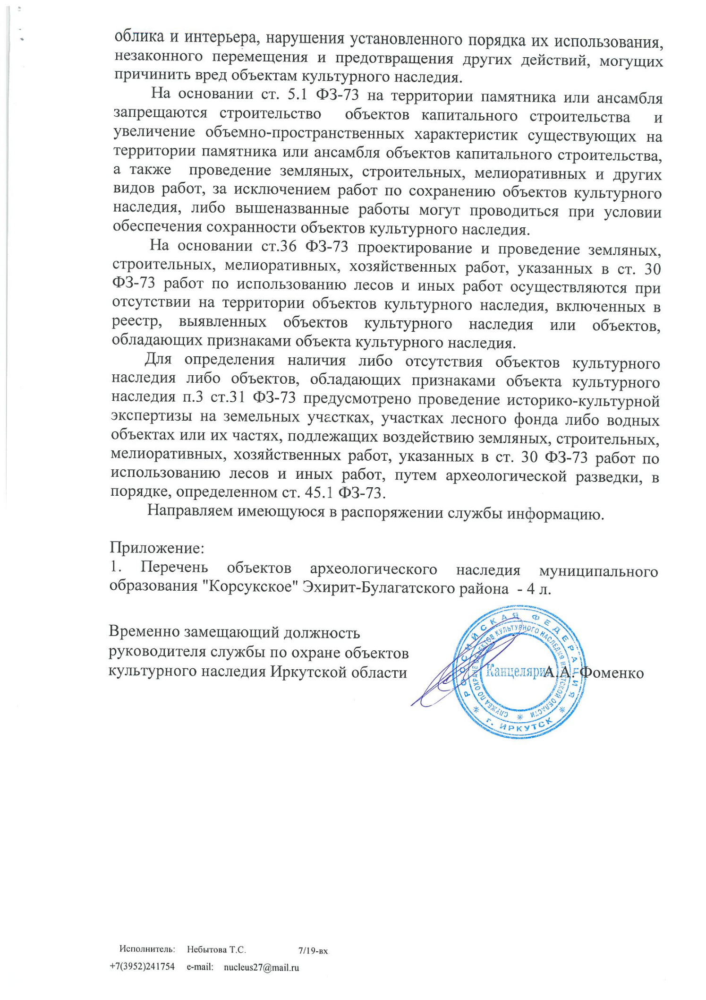 облика и интерьера, нарушения установленного порядка их использования,
незаконного перемещения и предотвращения других действий, могущих
причинить вред объектам культурного наследия.
На основании ст. 5.1 ФЗ-73 на территории памятника или ансамбля
запрещаются строительство объектов капитального строительства и
увеличение объемно-пространственных характеристик существующих на
территории памятника или ансамбля объектов капитального строительства,
а также проведение земляных, строительных, мелиоративных и других
видов работ, за исключением работ по сохранению объектов культурного
наследия, либо вышеназванные работы могут проводиться при условии
обеспечения сохранности объектов культурного наследия.
На основании ст.36 ФЗ-73 проектирование и проведение земляных,
строительных, мелиоративных, хозяйственных работ, указанных в ст. 30
ФЗ-73 работ по использованию лесов и иных работ осуществляются при
отсутствии на территории объектов культурного наследия, включенных в
реестр, выявленных объектов культурного наследия или объектов,
обладающих признаками объекта культурного наследия.
Для определения наличия либо отсутствия объектов культурного
наследия либо объектов, обладающих признаками объекта культурного
наследия п.3 ст.31 ФЗ-73 предусмотрено проведение историко-культурной
экспертизы на земельных участках, участках лесного фонда либо водных
объектах или их частях, подлежащих воздействию земляных, строительных,
мелиоративных, хозяйственных работ, указанных в ст. 30 ФЗ-73 работ по
использованию лесов и иных работ, путем археологической разведки, в
порядке, определенном ст. 45.1 ФЗ-73.
Направляем имеющуюся в распоряжении службы информацию.
Приложение:
1. Перечень объектов археологического наследия муниципального
образования "Корсукское" Эхирит-Булагатского района - 4 л.
Временно замещающий должность
руководителя службы по охране объектов
культурного наследия Иркутской области
А.А. Фоменко
РОССИЙСКАЯ ФЕДЕРАЦИЯ
г. ИРКУТСК
СЛУЖБА ПО ОХРАНЕ ОБЪЕКТОВ КУЛЬТУРНОГО НАСЛЕДИЯ ИРКУТСКОЙ ОБЛАСТИ
Канцелярия
Исполнитель: Небытова Т.С. 7/19-вх
+7(3952)241754 e-mail: nucleus27@mail.ru